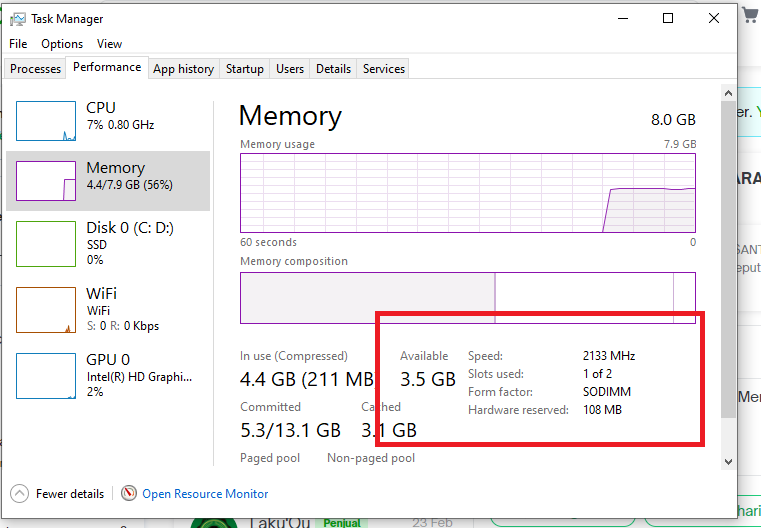 Task Manager
File Options View
Processes Performance App history Startup Users Details Services
CPU
7% 0.80 GHz
Memory
4.4/7.9 GB (56%)
Disk 0 (C: D:)
SSD
0%
WiFi
WiFi
S: 0 R: 0 Kbps
GPU 0
Intel(R) HD Graphi...
2%
Memory 8.0 GB
Memory usage 7.9 GB
60 seconds 0
Memory composition
In use (Compressed) Available
4.4 GB (211 MB) 3.5 GB
Committed Cached
5.3/13.1 GB 3.1 GB
Paged pool Non-paged pool
Speed: 2133 MHz
Slots used: 1 of 2
Form factor: SODIMM
Hardware reserved: 108 MB
Fewer details Open Resource Monitor
er. Y
ARA
SANT
eput
Mer
hari
Laku'Qu Penjual 23 Feb